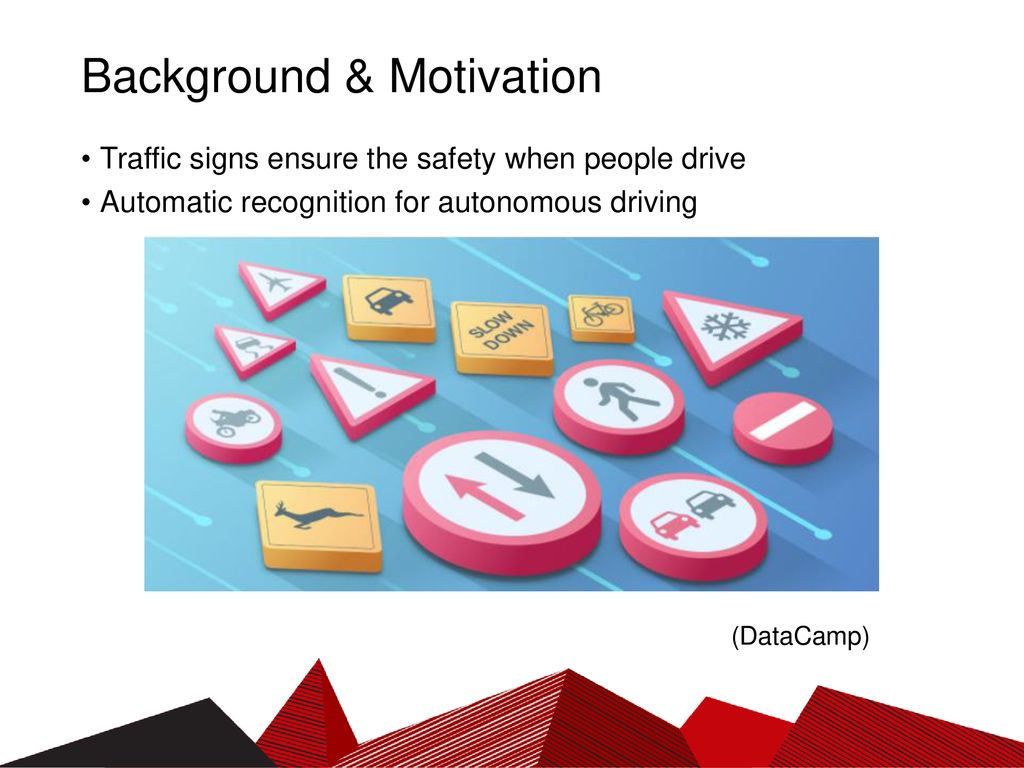 Background & Motivation
• Traffic signs ensure the safety when people drive
• Automatic recognition for autonomous driving
SLOW
DOWN
(DataCamp)